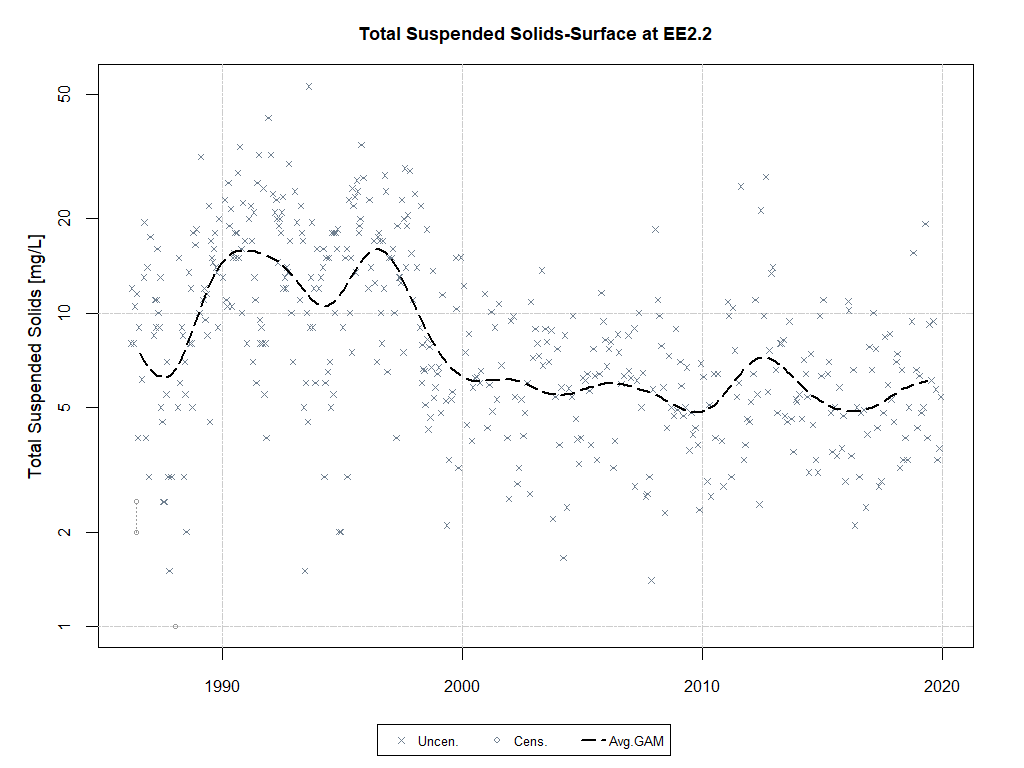 Total Suspended Solids-Surface at EE2.2
Total Suspended Solids [mg/L]
50
20
10
5
2
1
1990 2000 2010 2020
Uncen. Cens. Avg.GAM